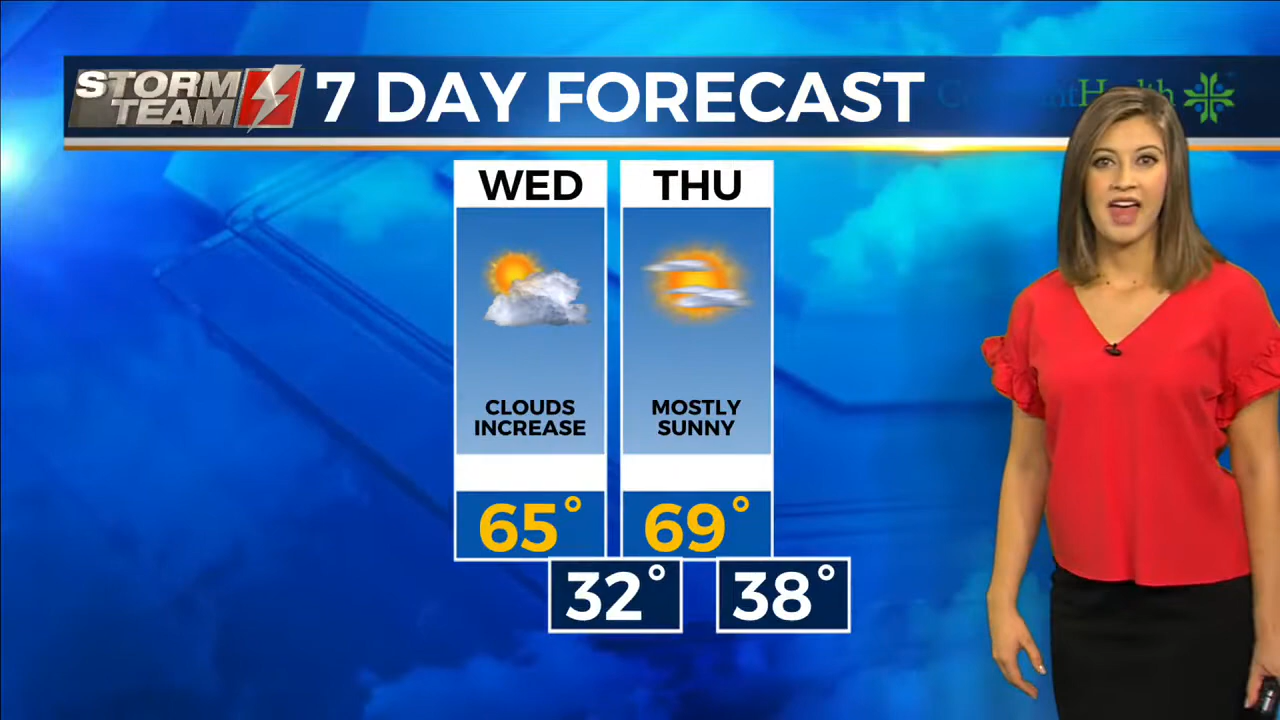 STORM TEAM 7 DAY FORECAST
WED THU
CLOUDS INCREASE
MOSTLY SUNNY
65° 69°
32° 38°